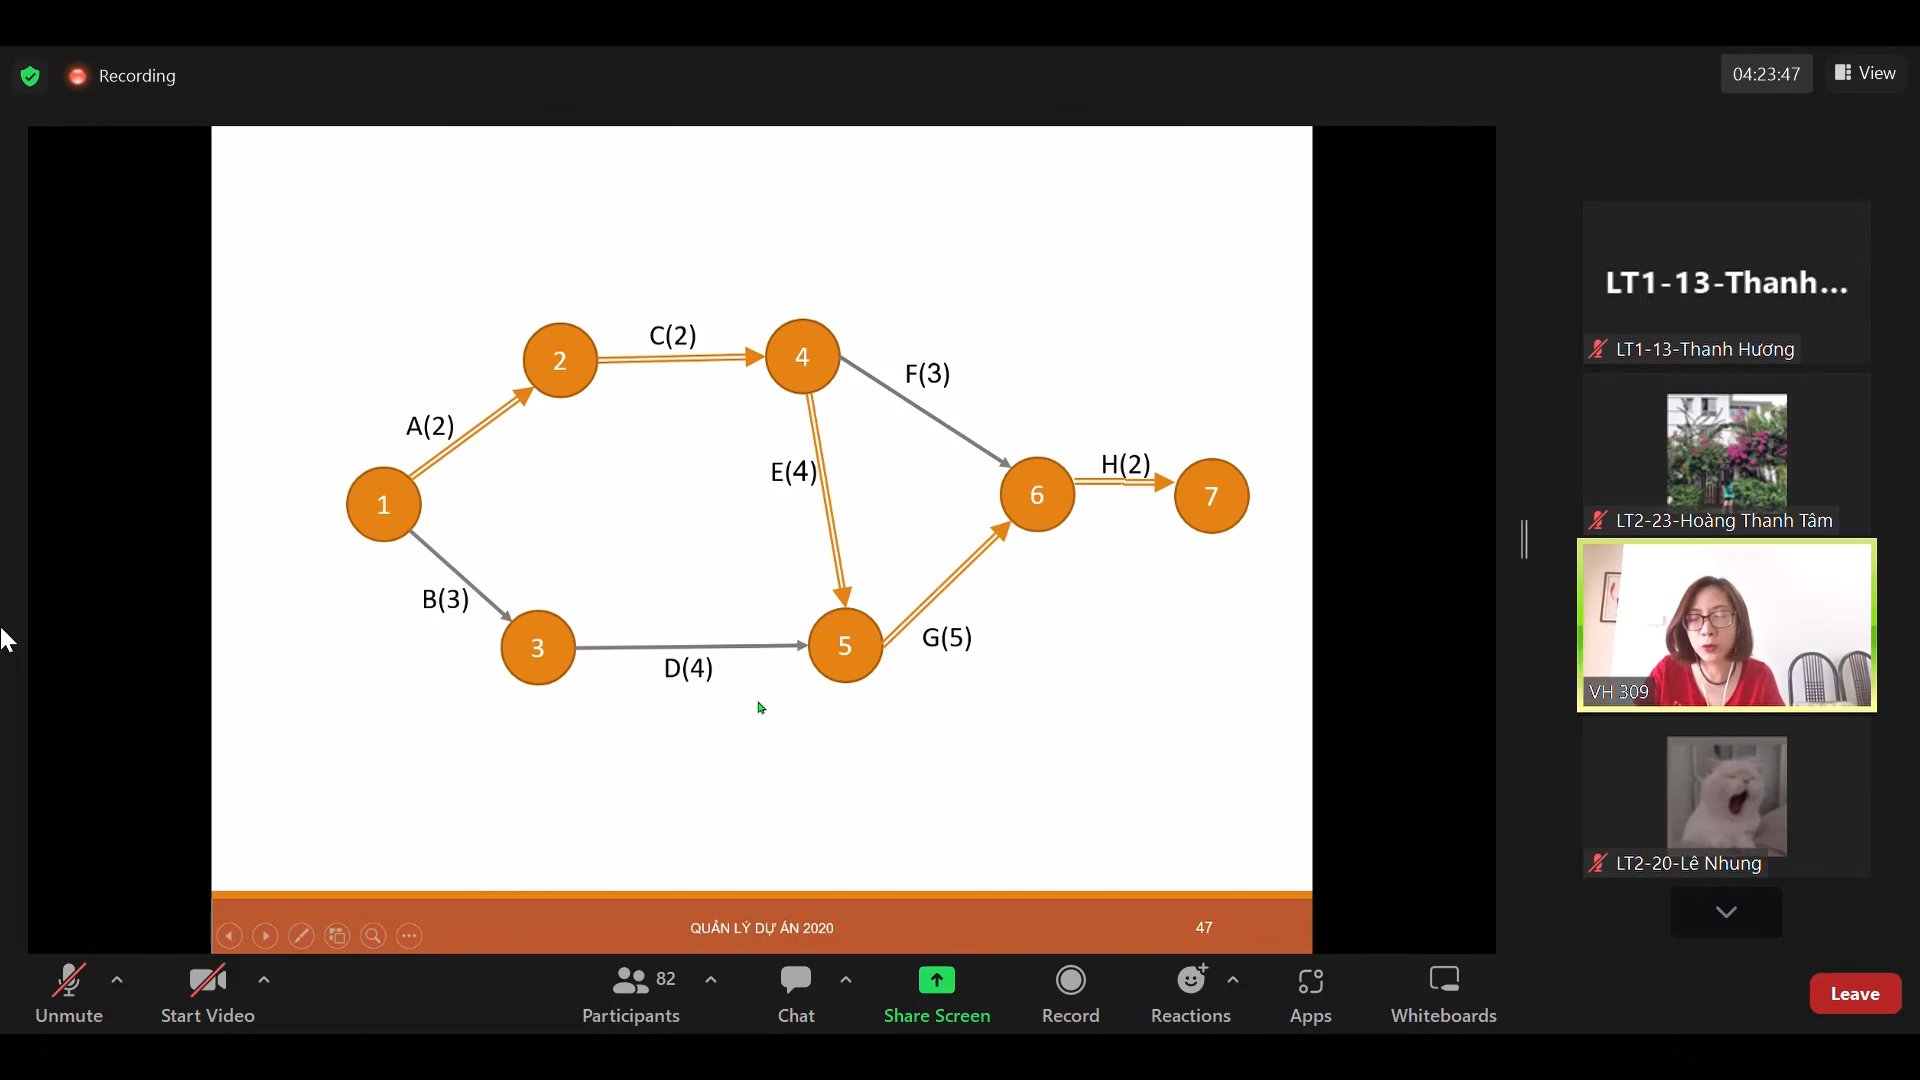 Recording
04:23:47
View
C(2)
2
4
F(3)
A(2)
E(4)
H(2)
1
6
7
B(3)
G(5)
3
5
D(4)
QUẢN LÝ DỰ ÁN 2020
47
LT1-13-Thanh...
LT1-13-Thanh Hương
LT2-23-Hoàng Thanh Tâm
VH 309
LT2-20-Lê Nhung
Unmute
Start Video
82
Participants
Chat
Share Screen
Record
Reactions
Apps
Whiteboards
Leave